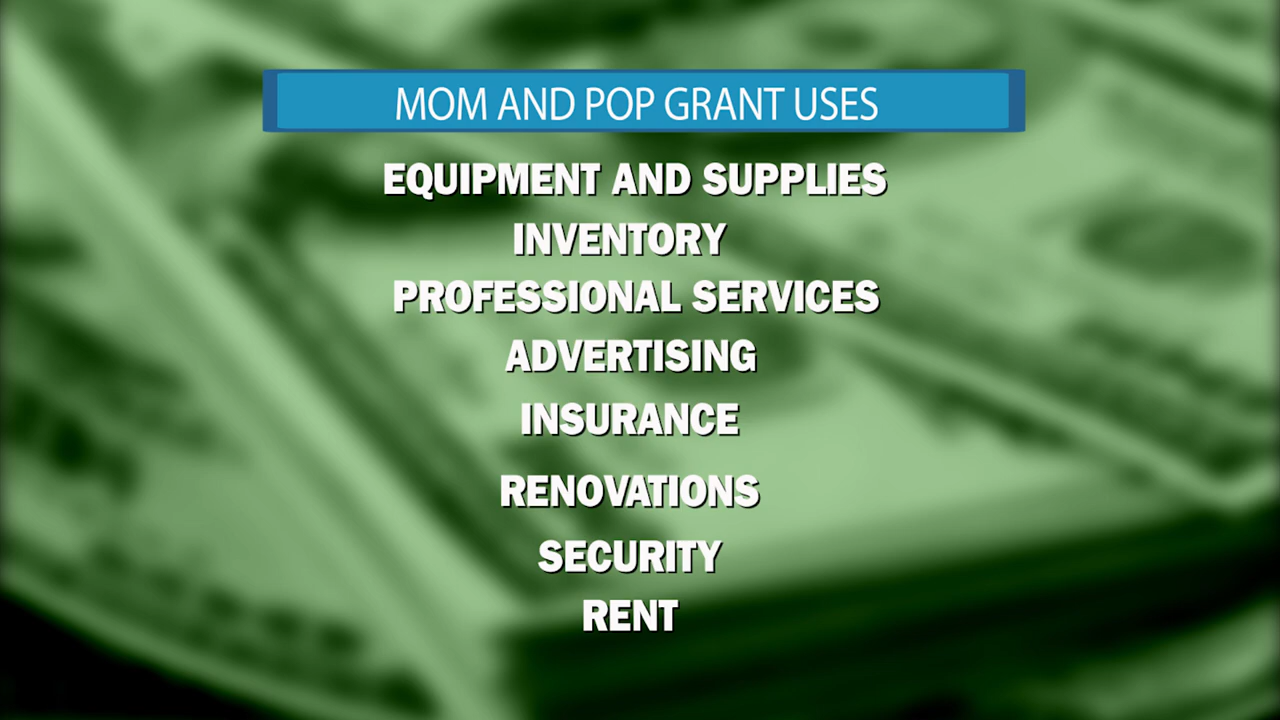 MOM AND POP GRANT USES
EQUIPMENT AND SUPPLIES
INVENTORY
PROFESSIONAL SERVICES
ADVERTISING
INSURANCE
RENOVATIONS
SECURITY
RENT